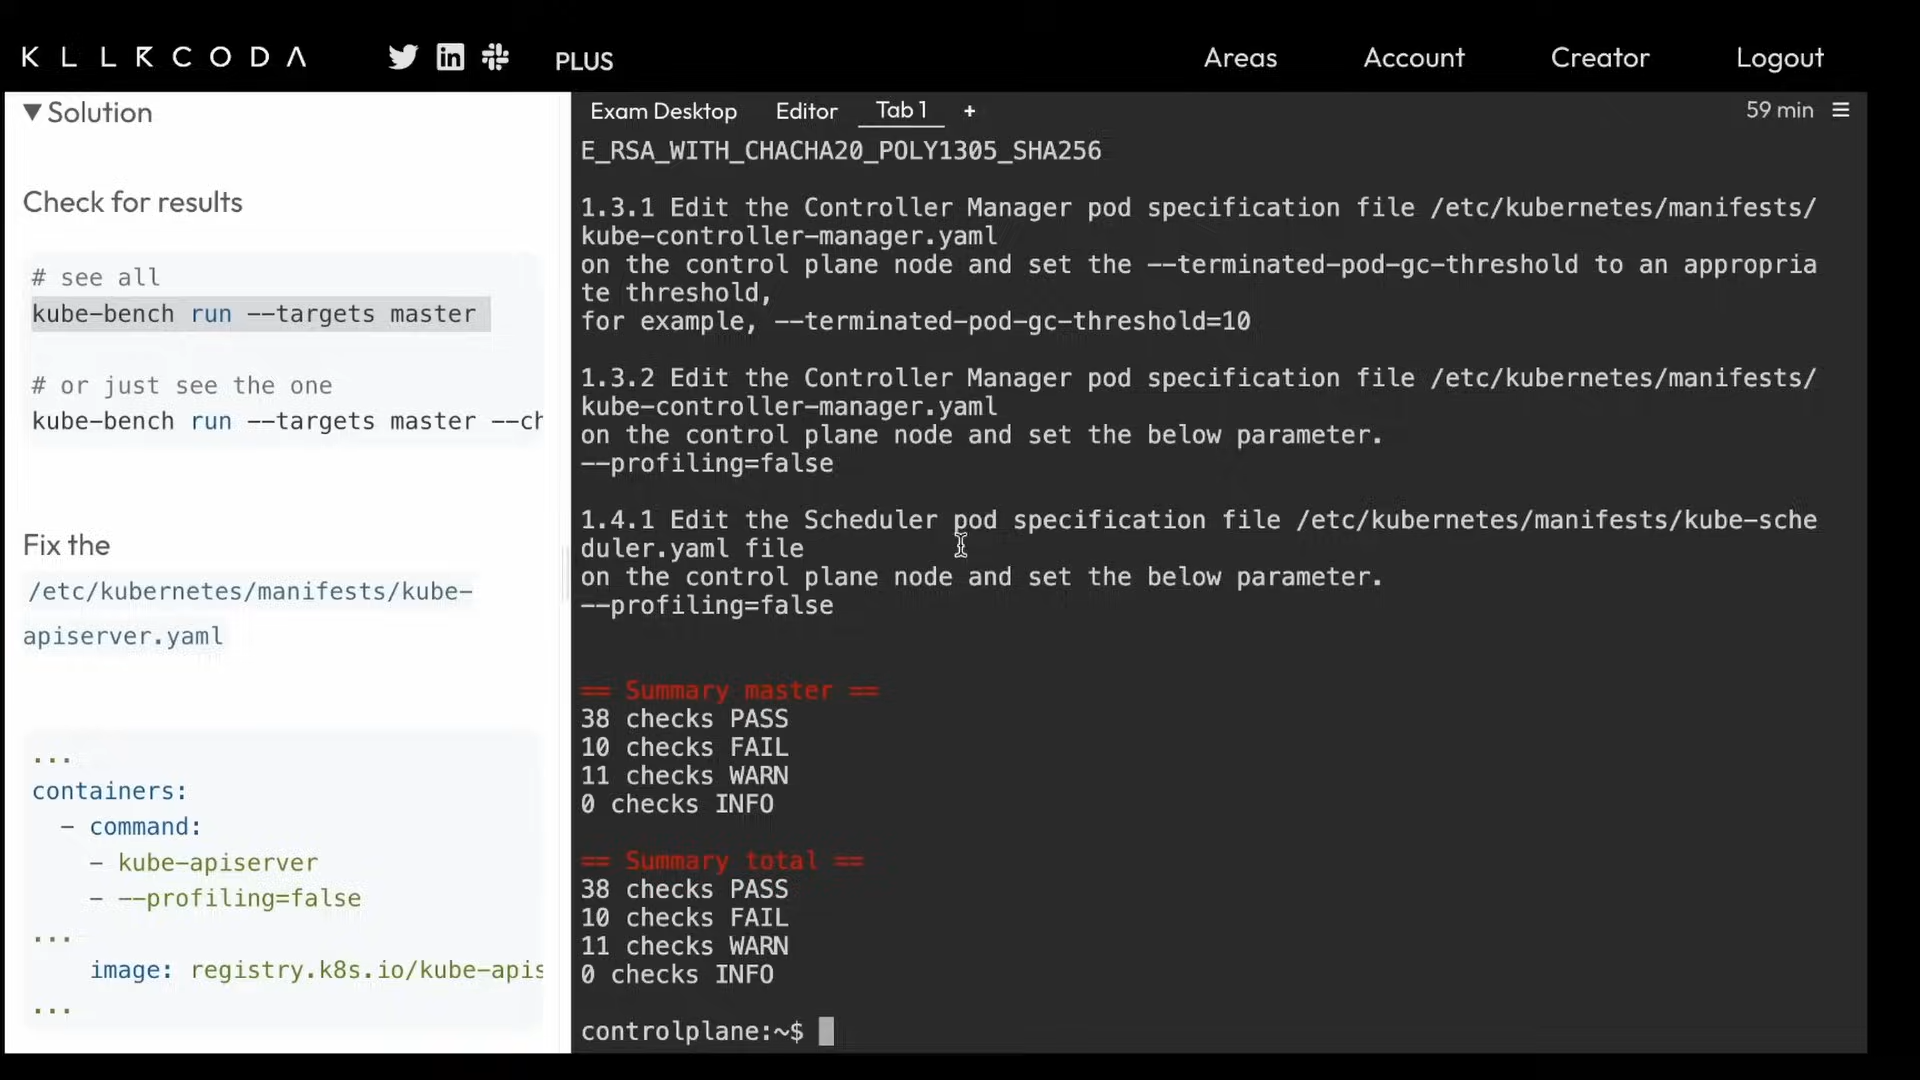 KLLRCODA PLUS Areas Account Creator Logout
▼ Solution
Check for results
# see all
kube-bench run --targets master
# or just see the one
kube-bench run --targets master --ch
Fix the
/etc/kubernetes/manifests/kube-
apiserver.yaml
...
containers:
- command:
- kube-apiserver
- --profiling=false
...
image: registry.k8s.io/kube-apis
...
Exam Desktop Editor Tab 1 + 59 min ☰
E_RSA_WITH_CHACHA20_POLY1305_SHA256
1.3.1 Edit the Controller Manager pod specification file /etc/kubernetes/manifests/
kube-controller-manager.yaml
on the control plane node and set the --terminated-pod-gc-threshold to an appropria
te threshold,
for example, --terminated-pod-gc-threshold=10
1.3.2 Edit the Controller Manager pod specification file /etc/kubernetes/manifests/
kube-controller-manager.yaml
on the control plane node and set the below parameter.
--profiling=false
1.4.1 Edit the Scheduler pod specification file /etc/kubernetes/manifests/kube-sche
duler.yaml file
on the control plane node and set the below parameter.
--profiling=false
== Summary master ==
38 checks PASS
10 checks FAIL
11 checks WARN
0 checks INFO
== Summary total ==
38 checks PASS
10 checks FAIL
11 checks WARN
0 checks INFO
controlplane:~$